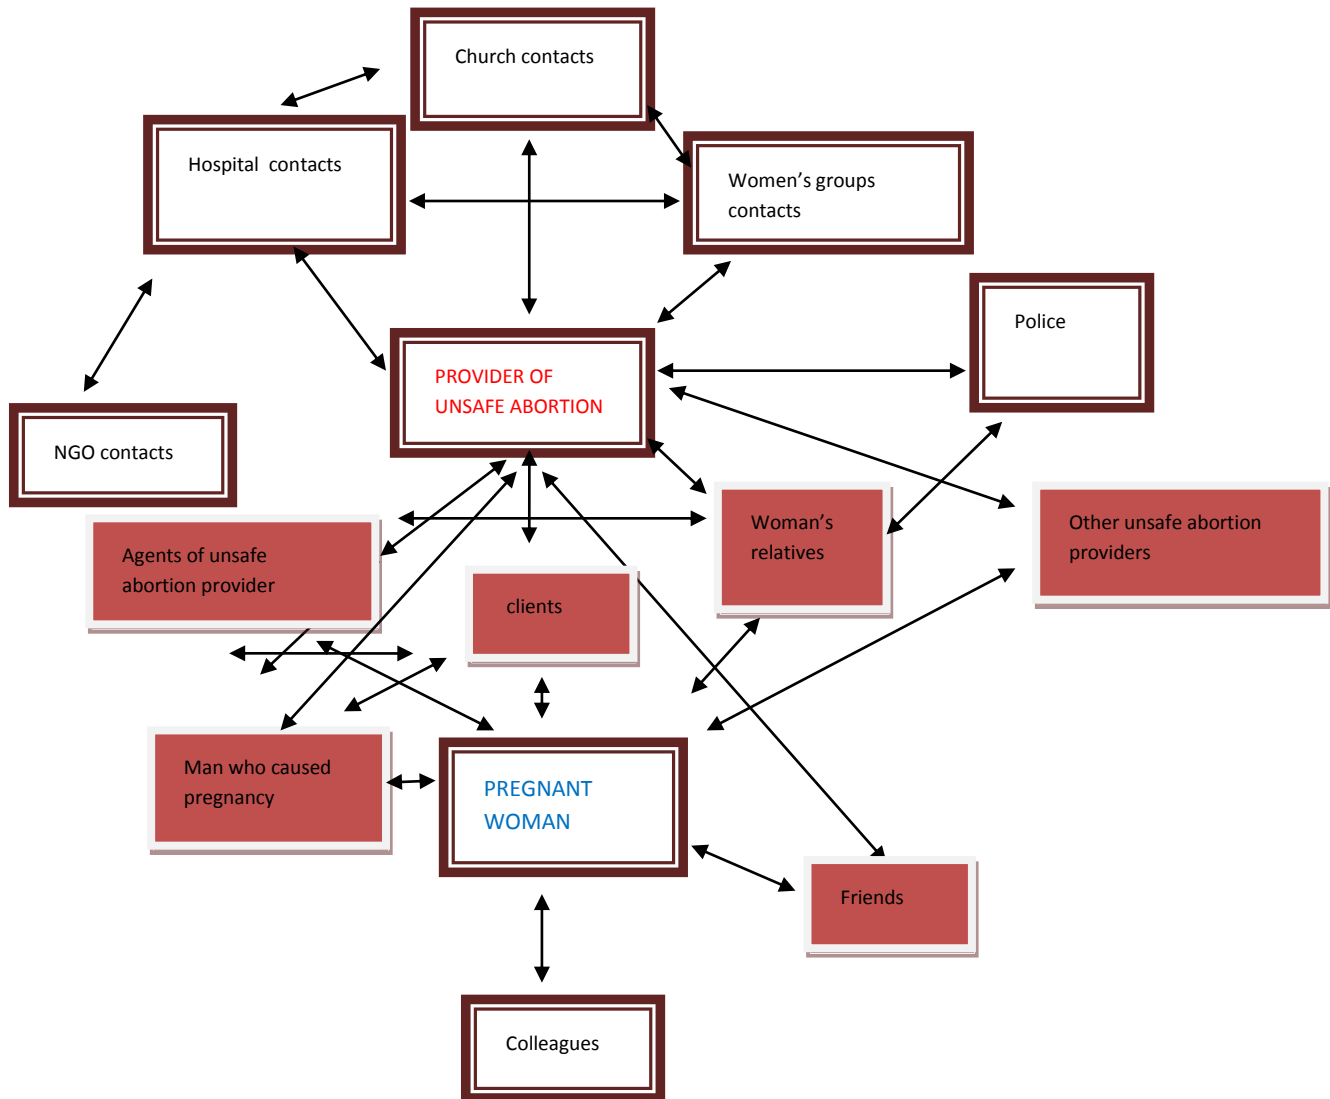 Church contacts
Hospital  contacts
Women’s groups
contacts
Police
PROVIDER OF
UNSAFE ABORTION
NGO contacts
Agents of unsafe
abortion provider
clients
Woman’s
relatives
Other unsafe abortion
providers
Man who caused
pregnancy
PREGNANT
WOMAN
Friends
Colleagues